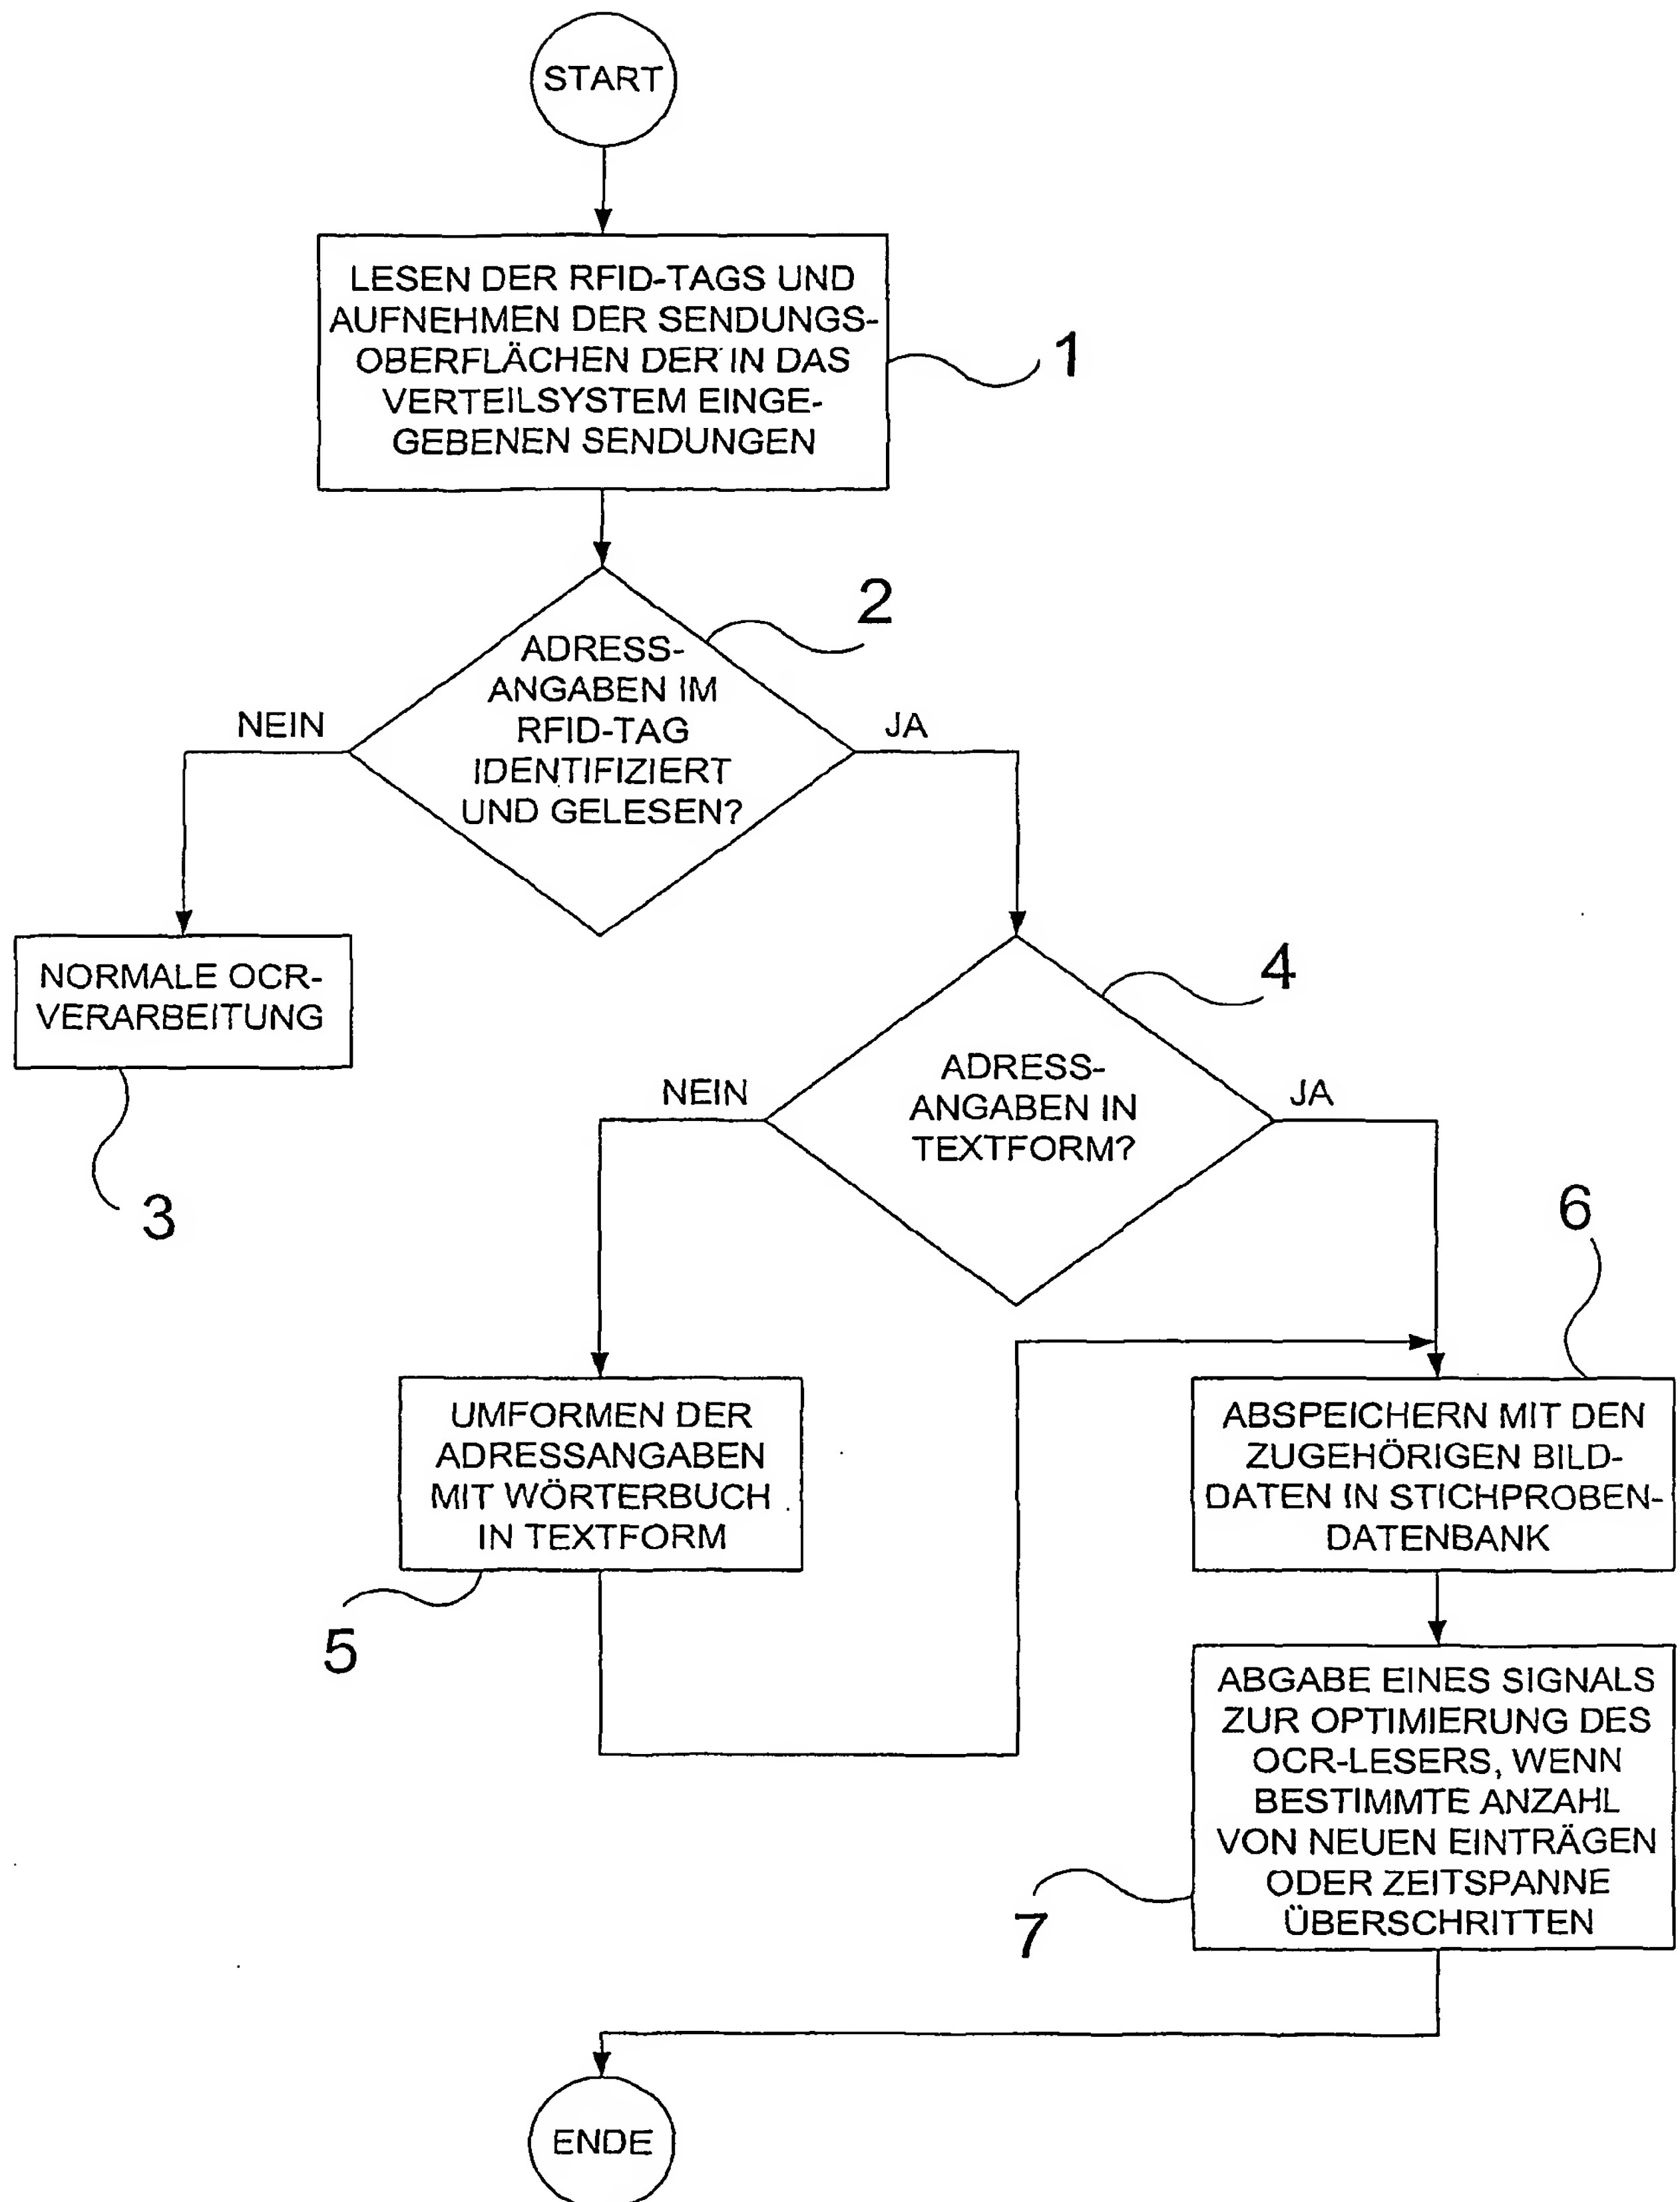 START
LESEN DER RFID-TAGS UND
AUFNEHMEN DER SENDUNGS-
OBERFLÄCHEN DER IN DAS
VERTEILSYSTEM EINGE-
GEBENEN SENDUNGEN
1
2
ADRESS-
ANGABEN IM
RFID-TAG
IDENTIFIZIERT
UND GELESEN?
NEIN
JA
NORMALE OCR-
VERARBEITUNG
3
4
ADRESS-
ANGABEN IN
TEXTFORM?
NEIN
JA
UMFORMEN DER
ADRESSANGABEN
MIT WÖRTERBUCH
IN TEXTFORM
5
6
ABSPEICHERN MIT DEN
ZUGEHÖRIGEN BILD-
DATEN IN STICHPROBEN-
DATENBANK
ABGABE EINES SIGNALS
ZUR OPTIMIERUNG DES
OCR-LESERS, WENN
BESTIMMTE ANZAHL
VON NEUEN EINTRÄGEN
ODER ZEITSPANNE
ÜBERSCHRITTEN
7
ENDE